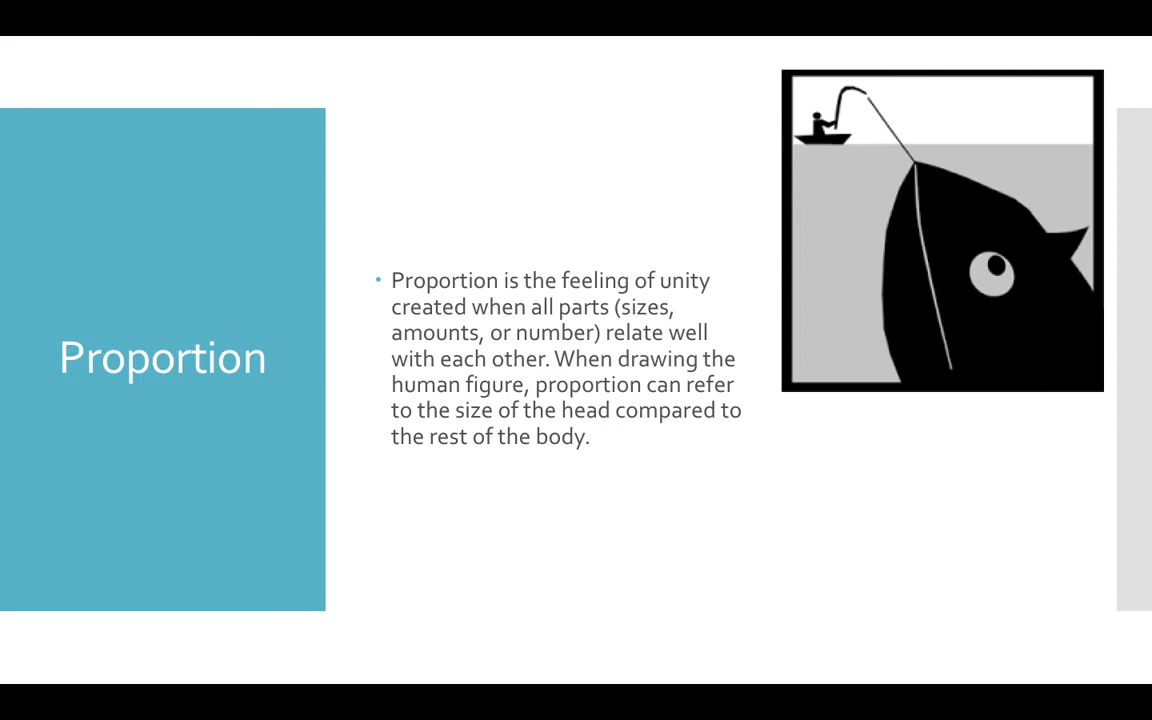 Proportion
• Proportion is the feeling of unity
created when all parts (sizes,
amounts, or number) relate well
with each other. When drawing the
human figure, proportion can refer
to the size of the head compared to
the rest of the body.